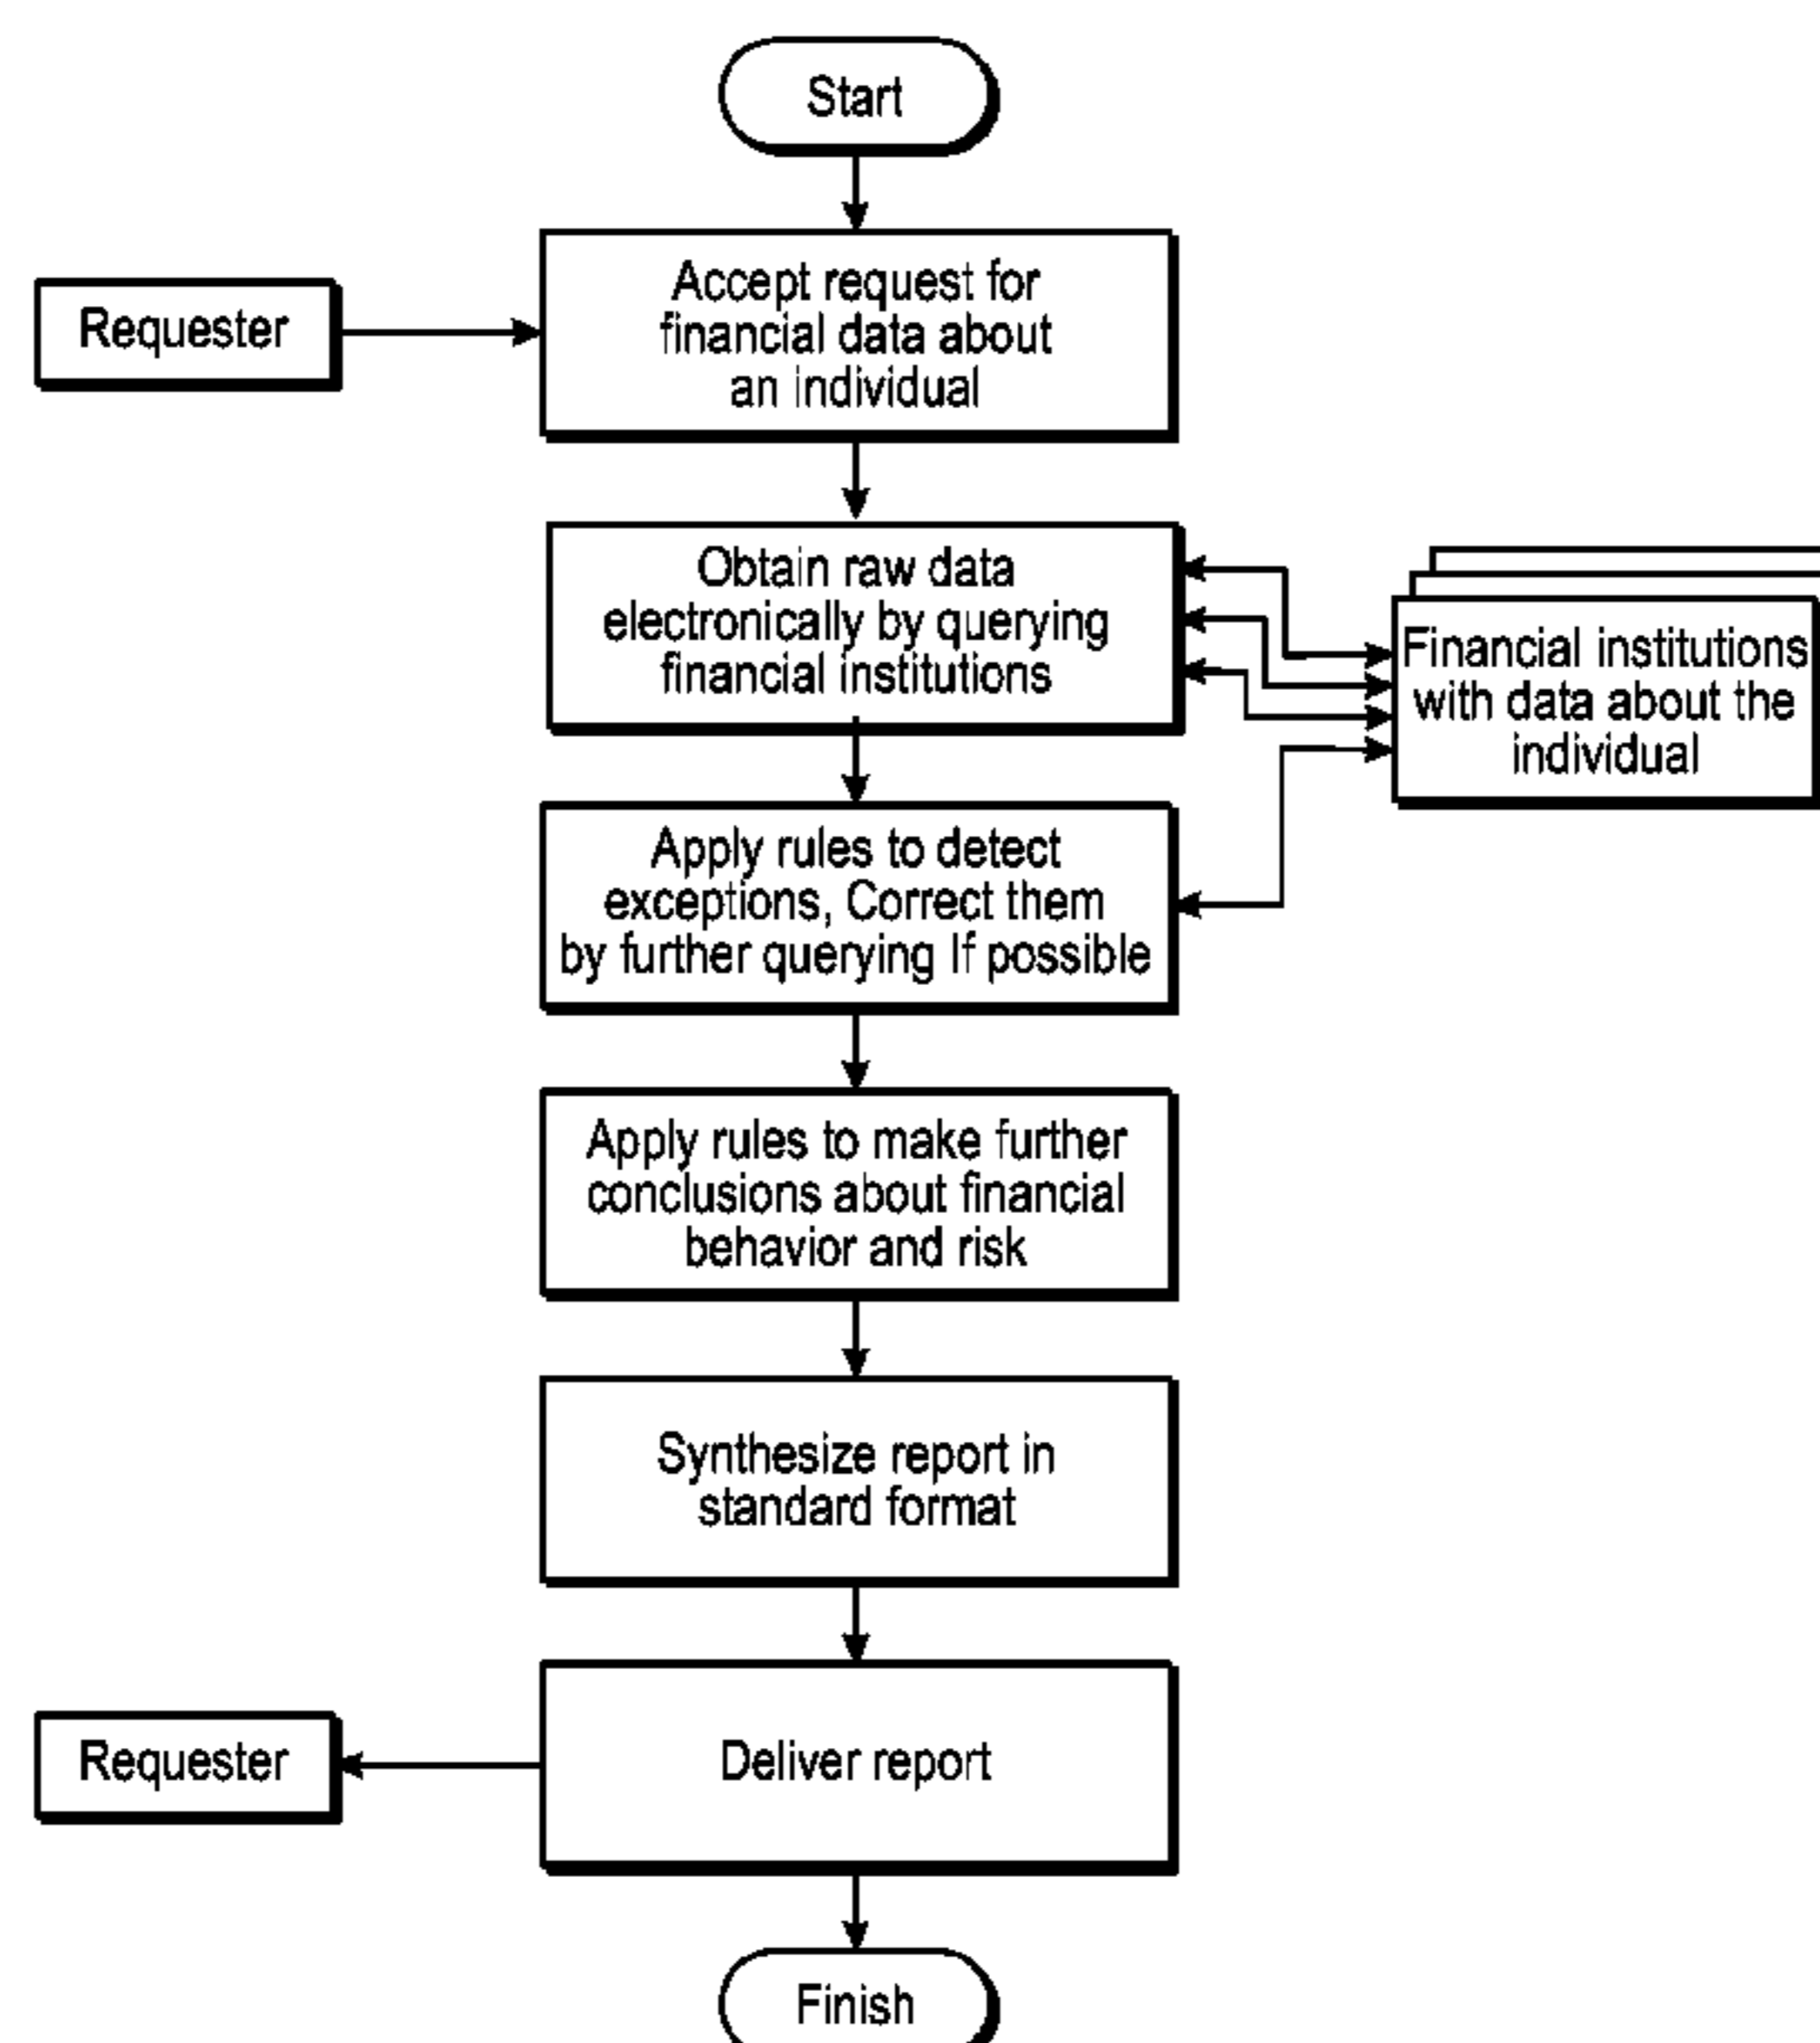 Start
Requester
Accept request for
financial data about
an individual
Obtain raw data
electronically by querying
financial institutions
Financial institutions
with data about the
individual
Apply rules to detect
exceptions, Correct them
by further querying If possible
Apply rules to make further
conclusions about financial
behavior and risk
Synthesize report in
standard format
Requester
Deliver report
Finish